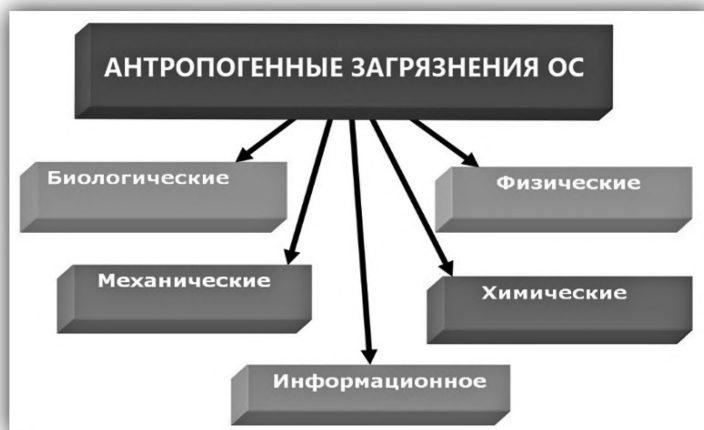 АНТРОПОГЕННЫЕ ЗАГРЯЗНЕНИЯ ОС
Биологические
Физические
Механические
Химические
Информационное